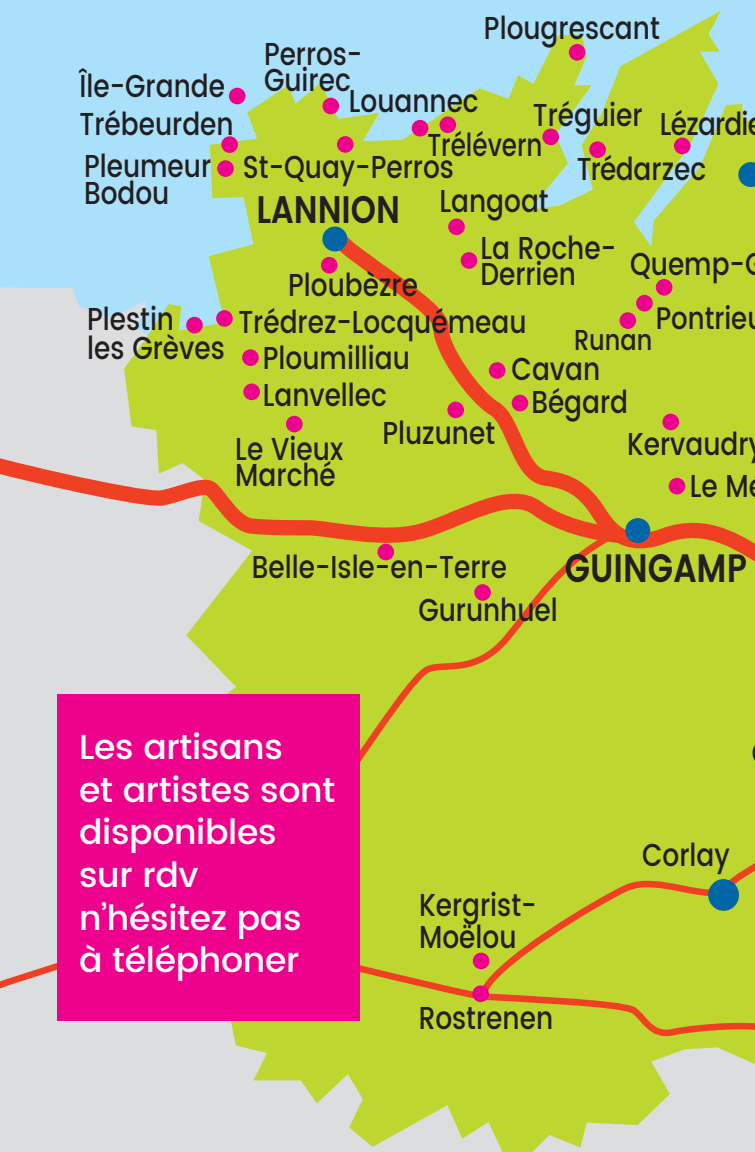 Plougrescant
Perros-
Guirec
Île-Grande
Louannec
Trébeurden
Tréguier
Trélévern
Pleumeur
Bodou
St-Quay-Perros
Trédarzec
LANNION
Langoat
La Roche-
Derrien
Ploubèzre
Plestin
les Grèves
Trédrez-Locquémeau
Runan
Ploumilliau
Cavan
Lanvellec
Bégard
Pluzunet
Le Vieux
Marché
Belle-Isle-en-Terre
GUINGAMP
Gurunhuel
Les artisans
et artistes sont
disponibles
sur rdv
n’hésitez pas
à téléphoner
Corlay
Kergrist-
Moëlou
Rostrenen